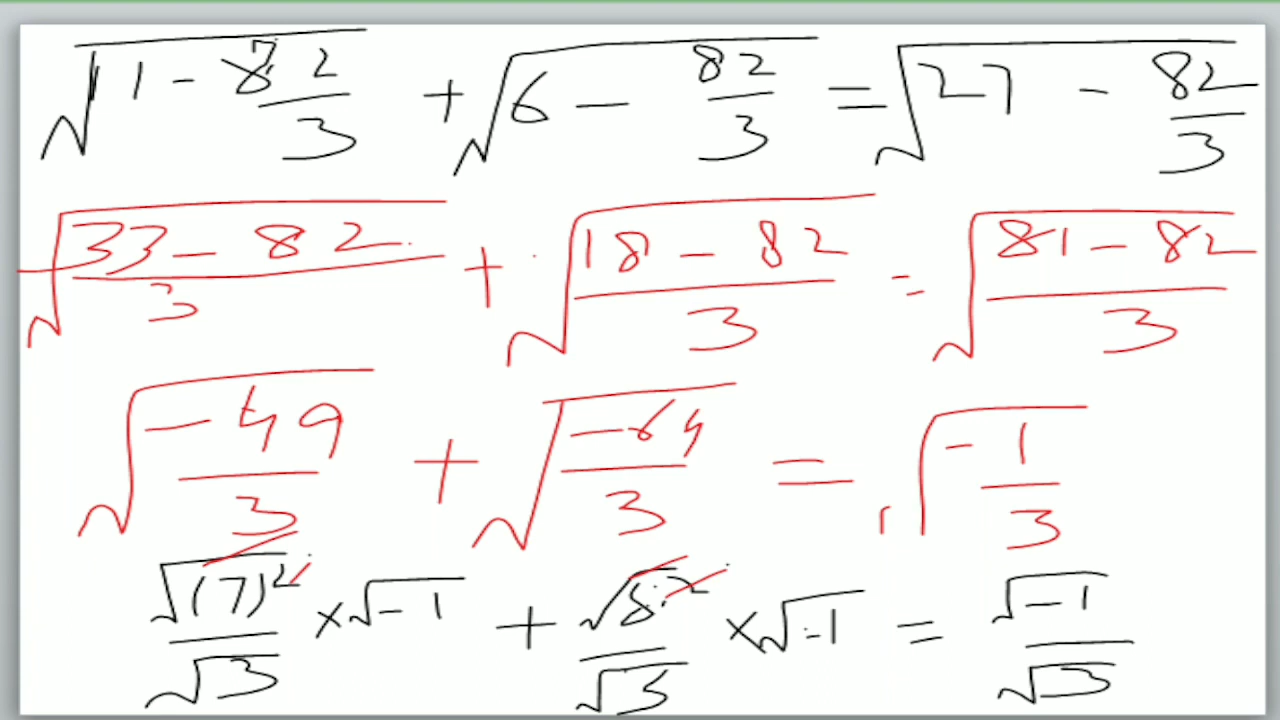 √(11 - 82/3) + √(6 - 82/3) = √(27 - 82/3)
√((33 - 82)/3) + √((18 - 82)/3) = √((81 - 82)/3)
√(-49/3) + √(-64/3) = √(-1/3)
√(7)²/√3 × √-1 + √8²/√3 × √-1 = √-1/√3